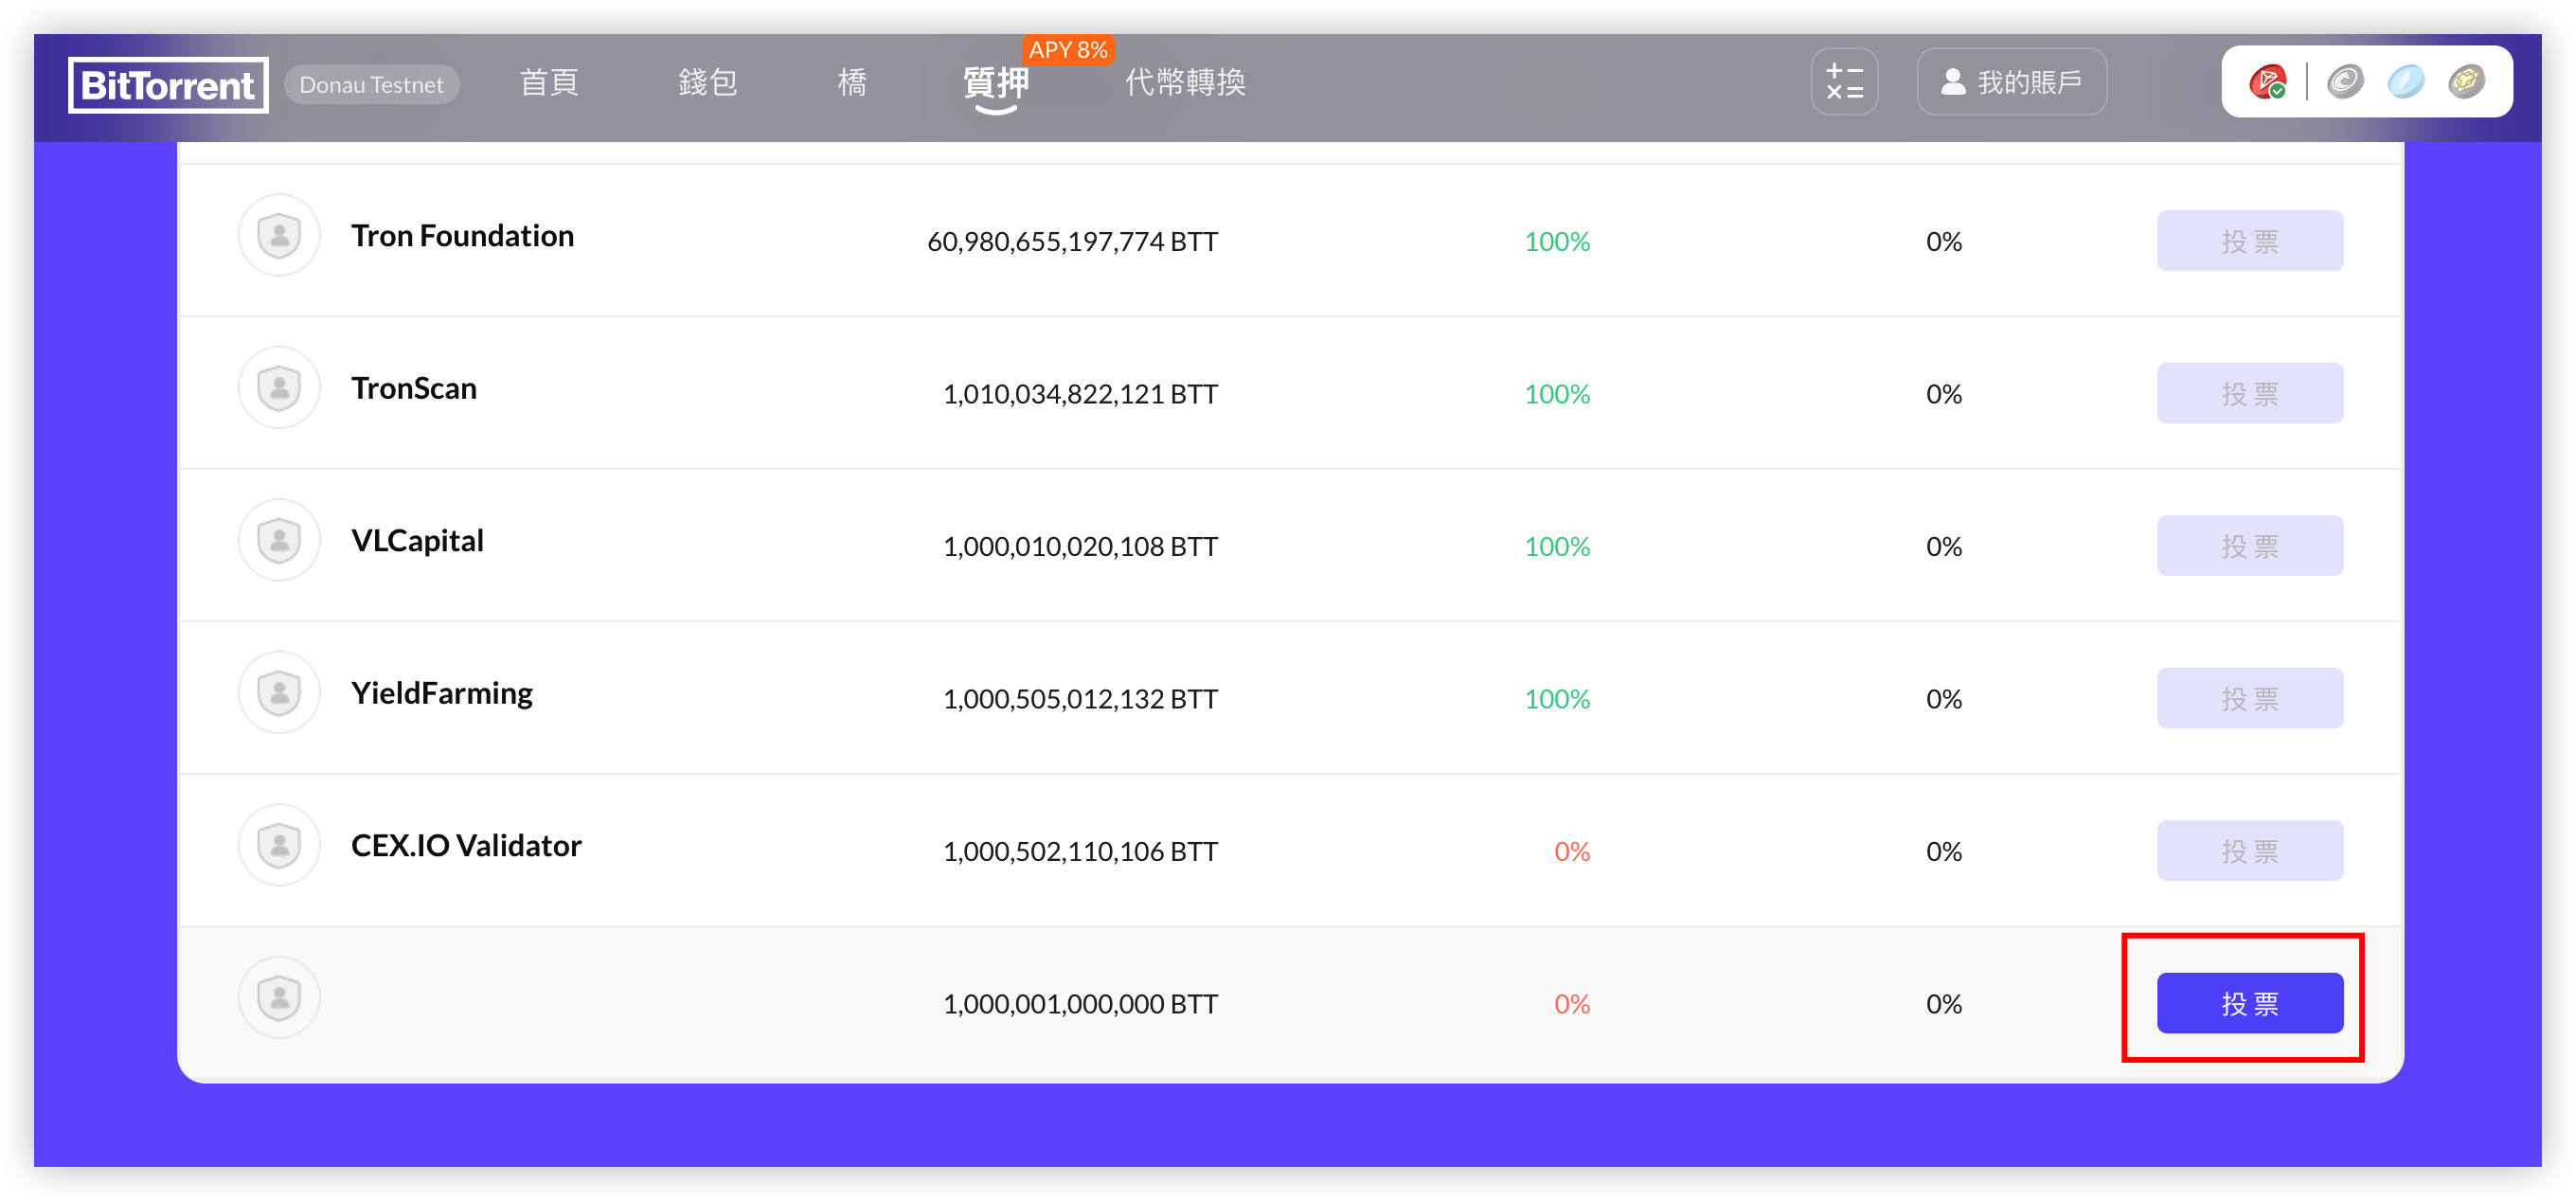 APY 8%
BitTorrent Donau Testnet 首頁 錢包 橋 質押 代幣轉換 我的賬戶
Tron Foundation 60,980,655,197,774 BTT 100% 0% 投票
TronScan 1,010,034,822,121 BTT 100% 0% 投票
VLCapital 1,000,010,020,108 BTT 100% 0% 投票
YieldFarming 1,000,505,012,132 BTT 100% 0% 投票
CEX.IO Validator 1,000,502,110,106 BTT 0% 0% 投票
1,000,001,000,000 BTT 0% 0% 投票